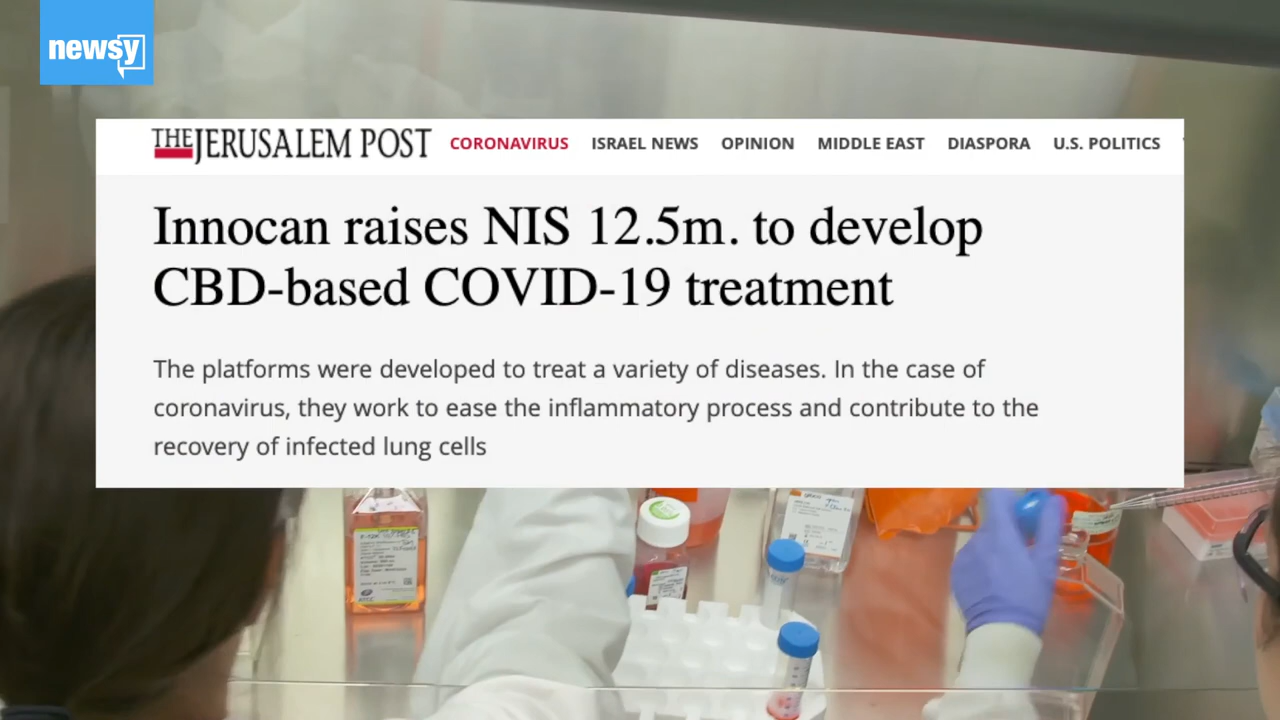 newsy
THE JERUSALEM POST CORONAVIRUS ISRAEL NEWS OPINION MIDDLE EAST DIASPORA U.S. POLITICS
Innocan raises NIS 12.5m. to develop
CBD-based COVID-19 treatment
The platforms were developed to treat a variety of diseases. In the case of
coronavirus, they work to ease the inflammatory process and contribute to the
recovery of infected lung cells